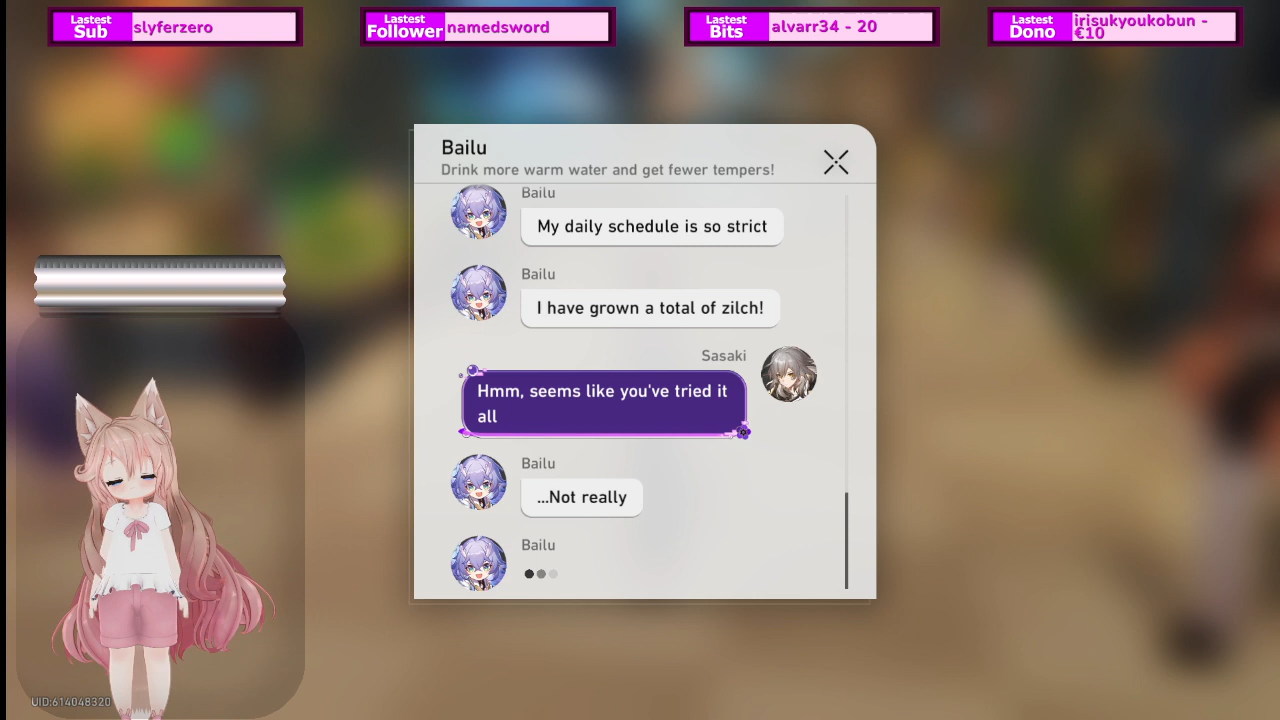 Lastest
Sub
slyferzero
Lastest
Follower
namedsword
Lastest
Bits
alvarr34 - 20
Lastest
Dono
irisukyoukobun -
€10
Bailu
Drink more warm water and get fewer tempers!
Bailu
My daily schedule is so strict
Bailu
I have grown a total of zilch!
Sasaki
Hmm, seems like you've tried it
all
Bailu
...Not really
Bailu
UID:614048320